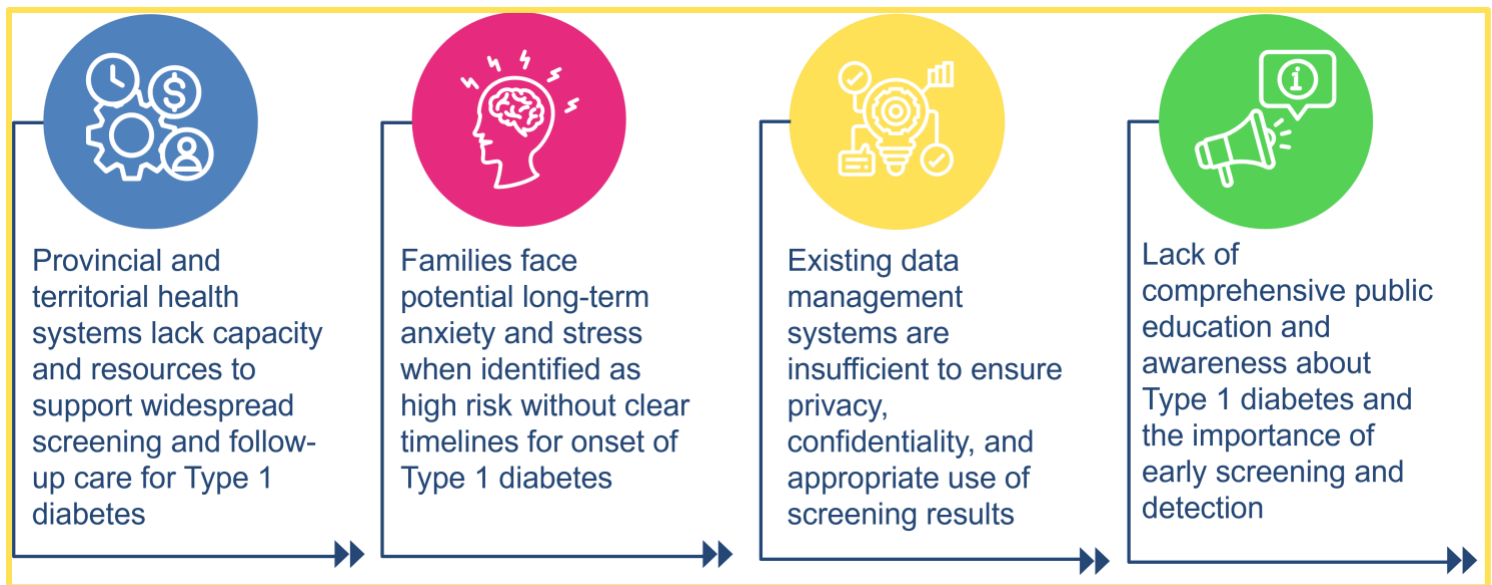 Provincial and
territorial health
systems lack capacity
and resources to
support widespread
screening and follow-
up care for Type 1
diabetes
Families face
potential long-term
anxiety and stress
when identified as
high risk without clear
timelines for onset of
Type 1 diabetes
Existing data
management
systems are
insufficient to ensure
privacy,
confidentiality, and
appropriate use of
screening results
Lack of
comprehensive public
education and
awareness about
Type 1 diabetes and
the importance of
early screening and
detection